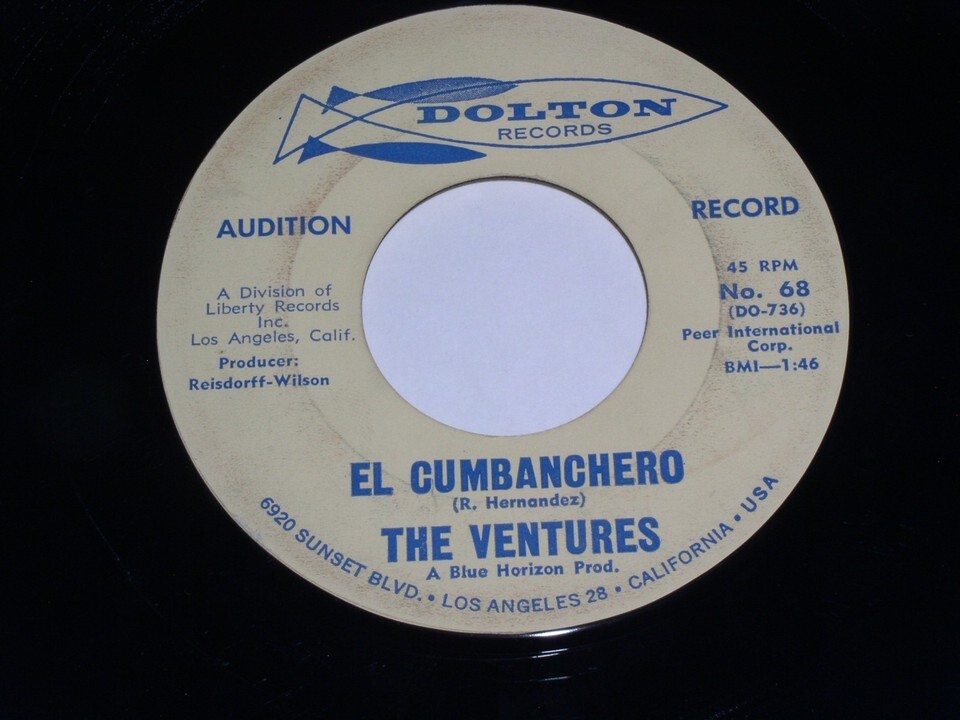 DOLTON
RECORDS
AUDITION
RECORD
A Division of
Liberty Records
Inc.
Los Angeles, Calif.
Producer:
Reisdorff-Wilson
45 RPM
No. 68
(DO-736)
Peer International
Corp.
BMI—1:46
EL CUMBANCHERO
(R. Hernandez)
THE VENTURES
A Blue Horizon Prod.
6920 SUNSET BLVD. • LOS ANGELES 28 • CALIFORNIA • USA